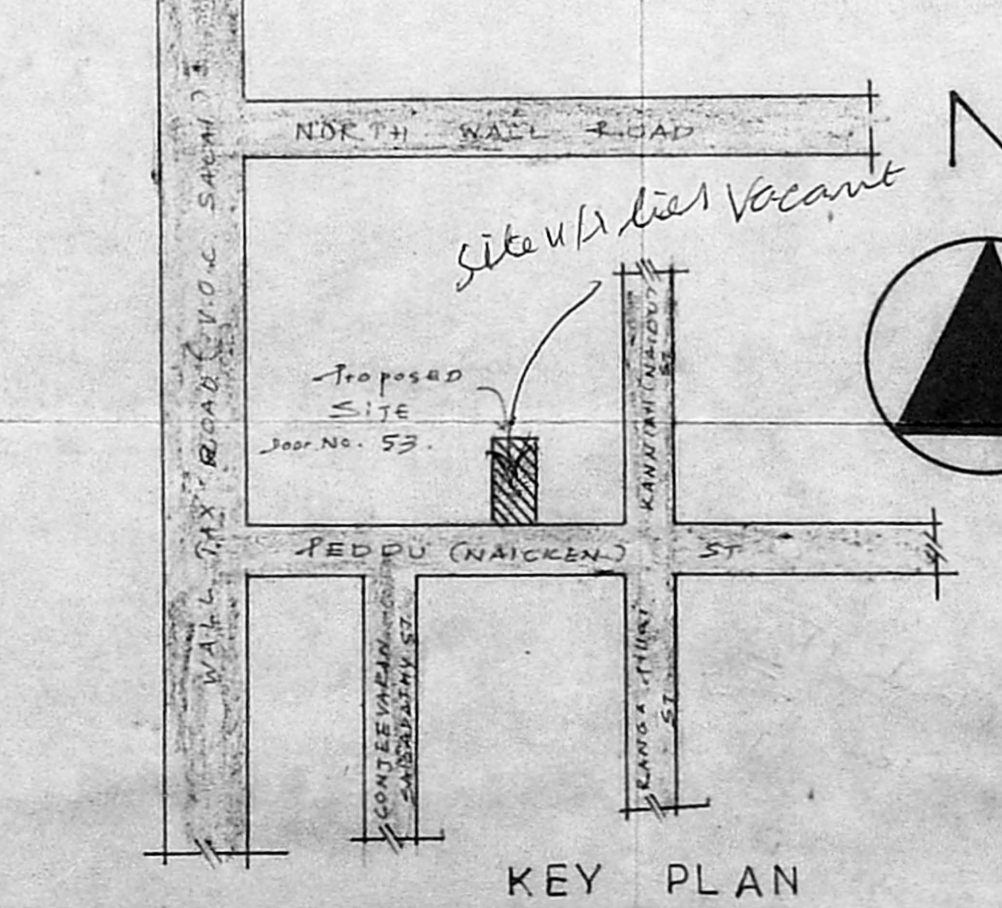 NORTH WALL ROAD
N
Site u/r lies Vacant
WALL TAX ROAD (V.O.C SALAI)
KANNIAH (NAIDU) ST
Proposed
SITE
Door No. 53.
PEDDU (NAICKEN) ST
CONJEEVARAM
SABAPATHY ST.
RANGA PILLAI ST
KEY PLAN